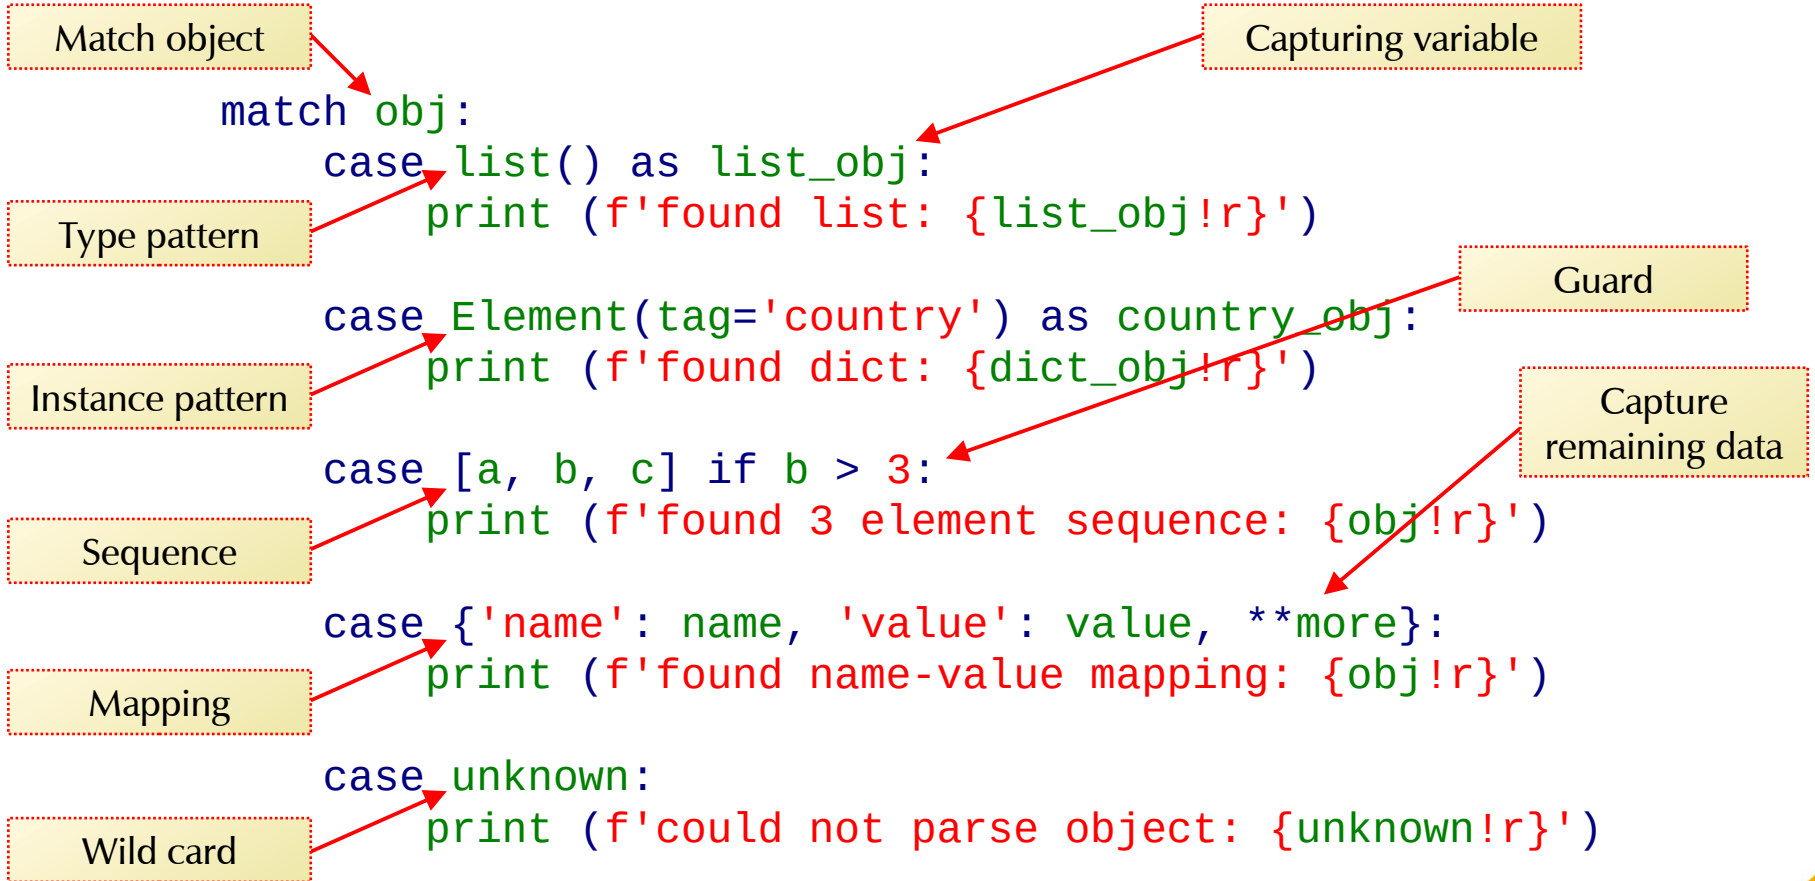 Match object
Capturing variable
match obj:
case list() as list_obj:
Type pattern
print (f'found list: {list_obj!r}')
Guard
case Element(tag='country') as country_obj:
Instance pattern
print (f'found dict: {dict_obj!r}')
Capture
remaining data
case [a, b, c] if b > 3:
Sequence
print (f'found 3 element sequence: {obj!r}')
case {'name': name, 'value': value, **more}:
Mapping
print (f'found name-value mapping: {obj!r}')
case unknown:
Wild card
print (f'could not parse object: {unknown!r}')